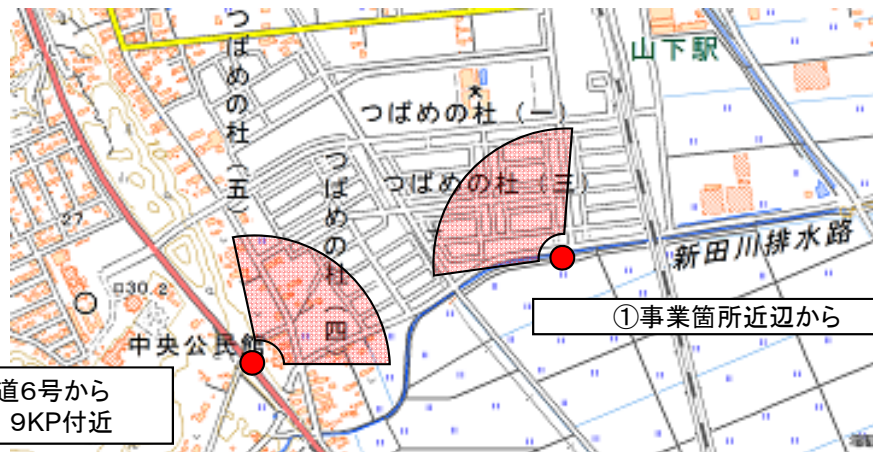 つばめの杜（五）
山下駅
つばめの杜（一）
つばめの杜（三）
つばめの杜（四）
27
30.2
新田川排水路
①事業箇所近辺から
中央公民館
道6号から
9KP付近